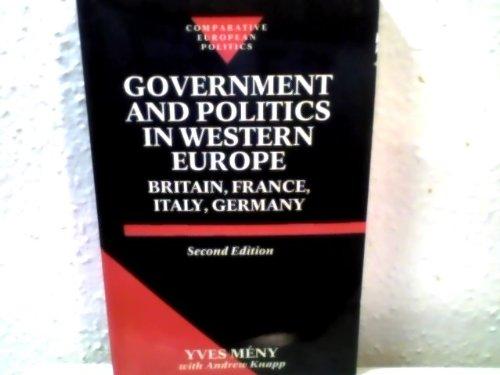 COMPARATIVE
EUROPEAN
POLITICS
GOVERNMENT
AND POLITICS
IN WESTERN
EUROPE
BRITAIN, FRANCE,
ITALY, GERMANY
Second Edition
YVES MÉNY
with Andrew Knapp